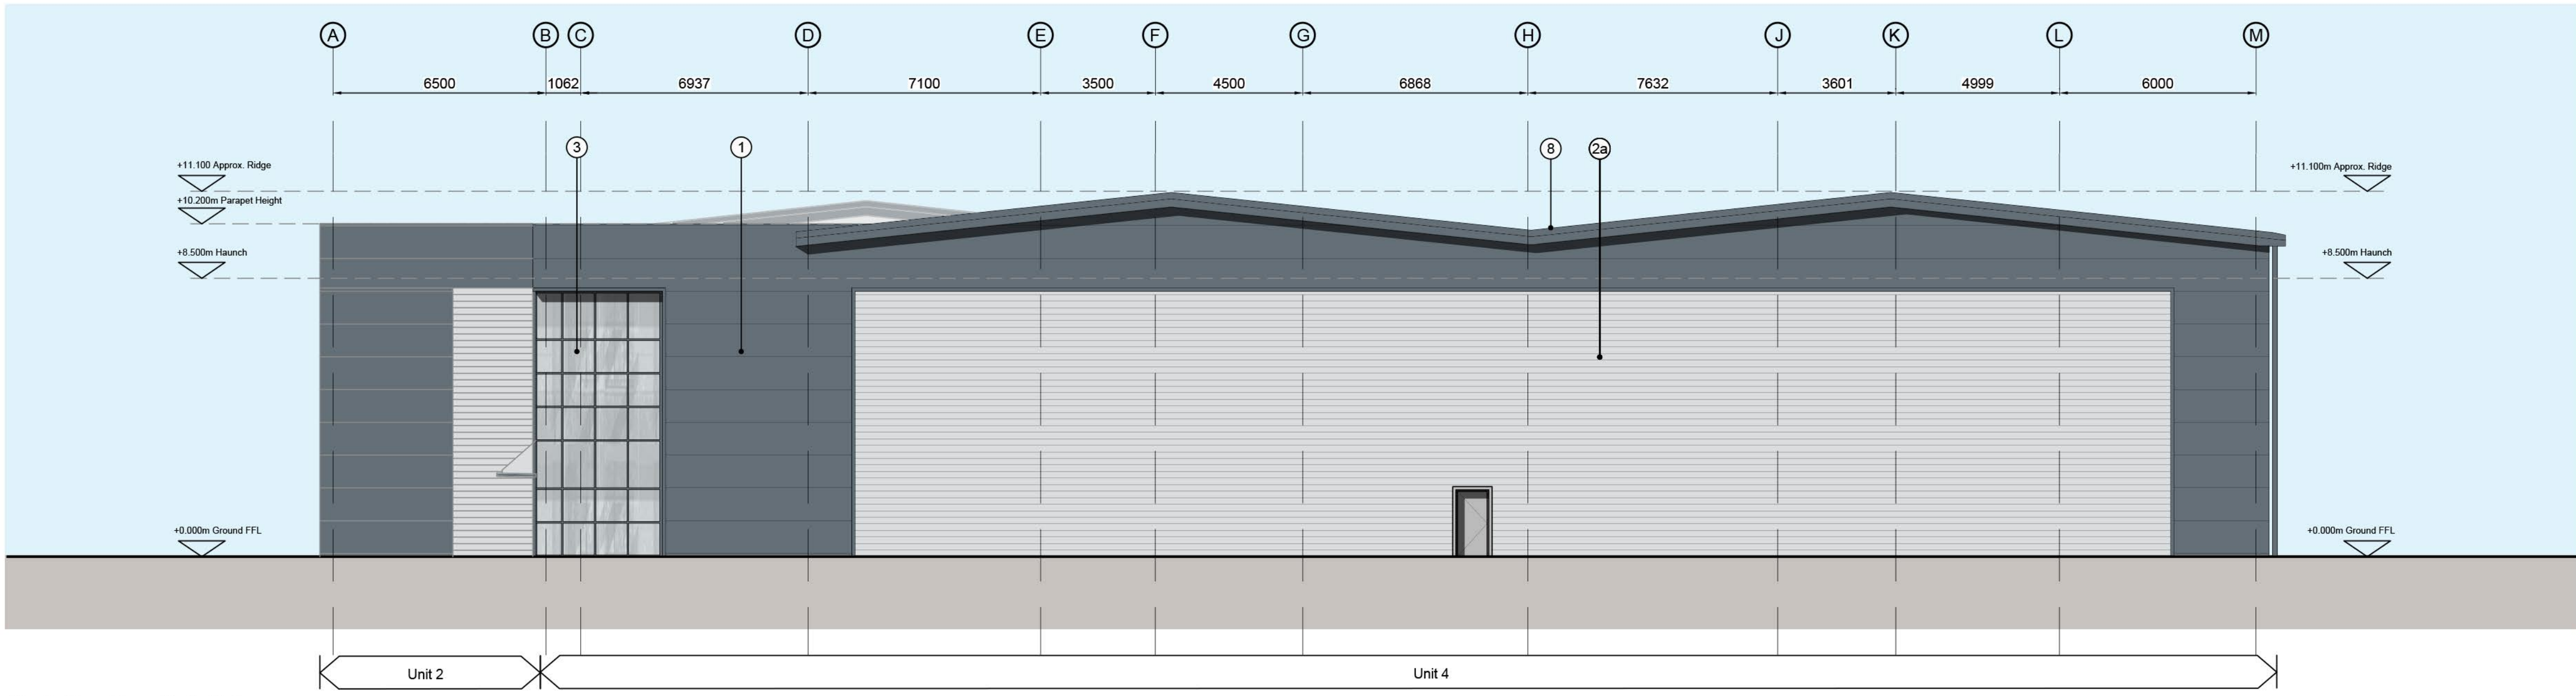 A B C D E F G H J K L M
6500 1062 6937 7100 3500 4500 6868 7632 3601 4999 6000
3 1 8 2a
+11.100 Approx. Ridge +11.100m Approx. Ridge
+10.200m Parapet Height
+8.500m Haunch +8.500m Haunch
+0.000m Ground FFL +0.000m Ground FFL
Unit 2 Unit 4